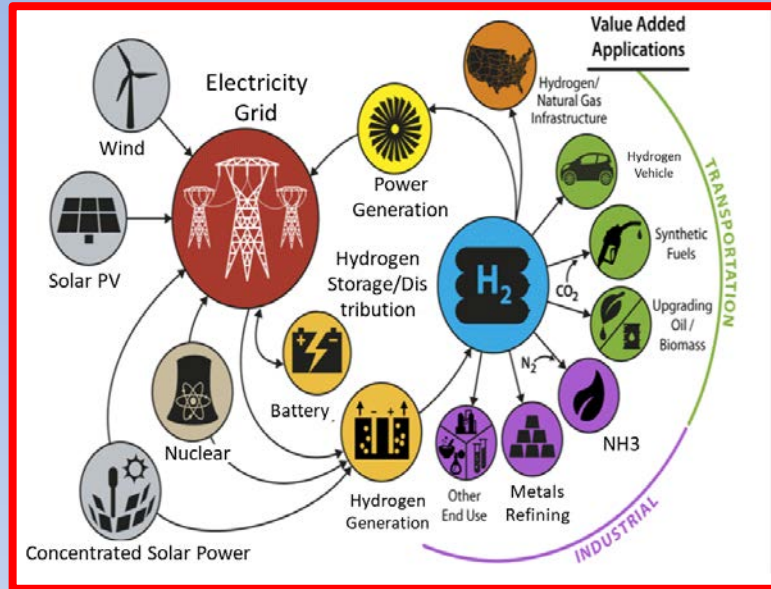 Value Added
Applications
Electricity
Grid
Wind
Solar PV
Nuclear
Concentrated Solar Power
Battery
Power
Generation
Hydrogen
Storage/Dis
tribution
H2
Hydrogen
Generation
Hydrogen/
Natural Gas
Infrastructure
Hydrogen
Vehicle
Synthetic
Fuels
CO2
Upgrading
Oil /
Biomass
N2
NH3
Metals
Refining
Other
End Use
TRANSPORTATION
INDUSTRIAL